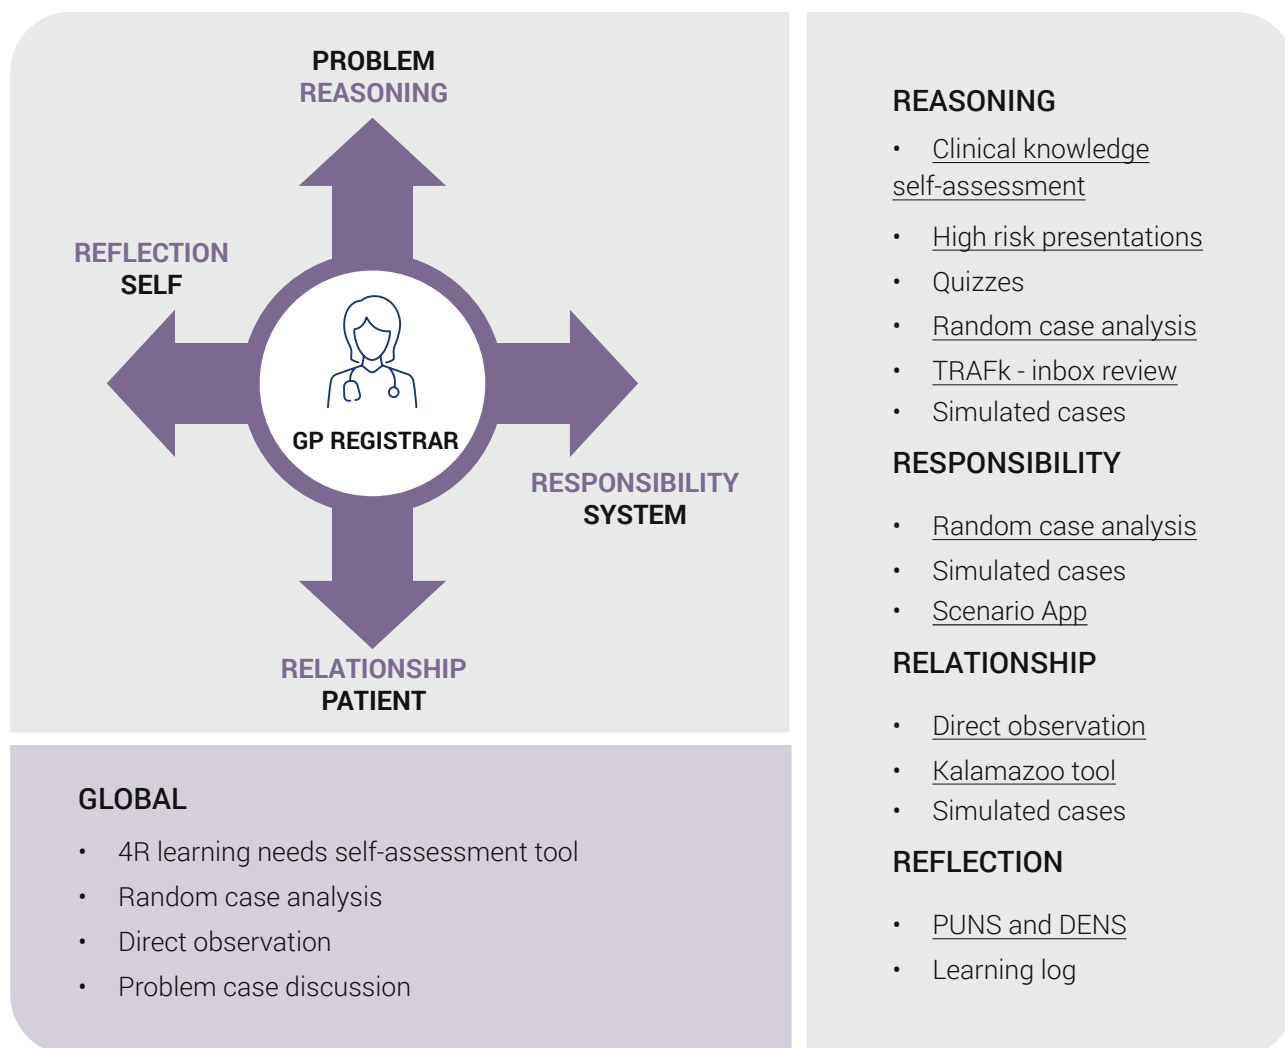 PROBLEM
REASONING
REFLECTION
SELF
GP REGISTRAR
RESPONSIBILITY
SYSTEM
RELATIONSHIP
PATIENT
GLOBAL
• 4R learning needs self-assessment tool
• Random case analysis
• Direct observation
• Problem case discussion
REASONING
• Clinical knowledge
self-assessment
• High risk presentations
• Quizzes
• Random case analysis
• TRAFk - inbox review
• Simulated cases
RESPONSIBILITY
• Random case analysis
• Simulated cases
• Scenario App
RELATIONSHIP
• Direct observation
• Kalamazoo tool
• Simulated cases
REFLECTION
• PUNS and DENS
• Learning log